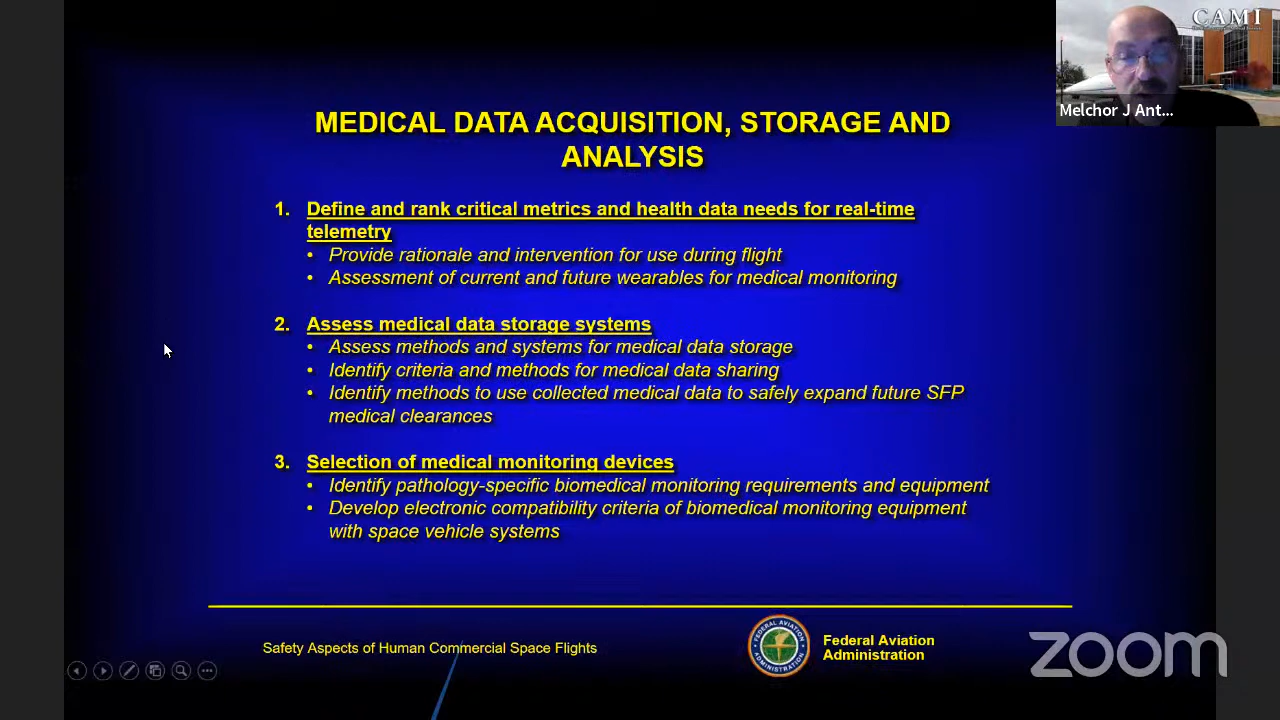 CAMI
Melchor J Ant...
MEDICAL DATA ACQUISITION, STORAGE AND
ANALYSIS
1. Define and rank critical metrics and health data needs for real-time
telemetry
• Provide rationale and intervention for use during flight
• Assessment of current and future wearables for medical monitoring
2. Assess medical data storage systems
• Assess methods and systems for medical data storage
• Identify criteria and methods for medical data sharing
• Identify methods to use collected medical data to safely expand future SFP
medical clearances
3. Selection of medical monitoring devices
• Identify pathology-specific biomedical monitoring requirements and equipment
• Develop electronic compatibility criteria of biomedical monitoring equipment
with space vehicle systems
Safety Aspects of Human Commercial Space Flights
FEDERAL AVIATION
ADMINISTRATION
Federal Aviation
Administration
zoom